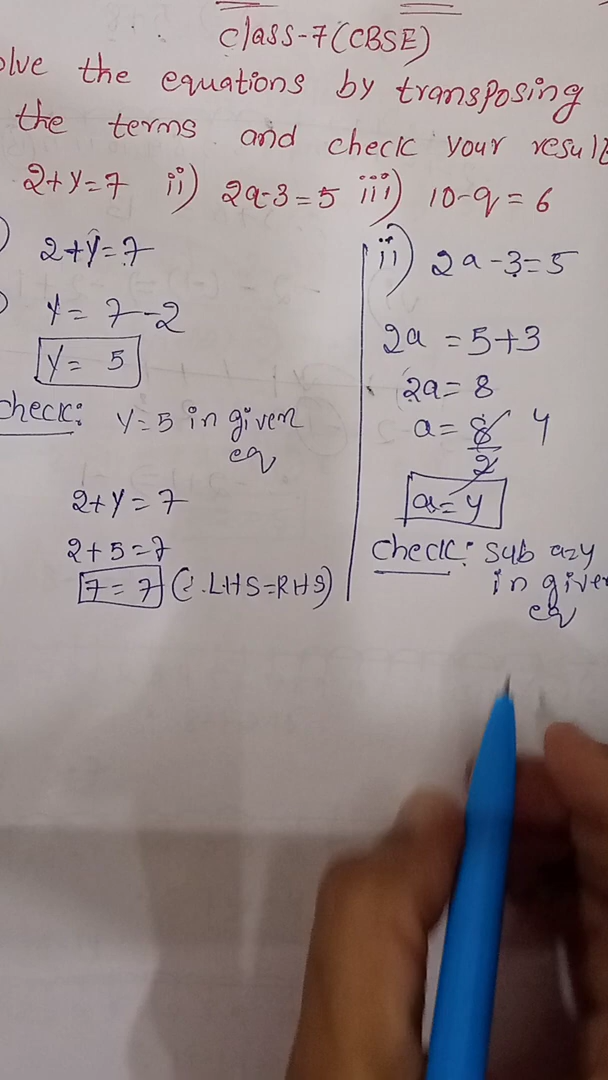 class-7(CBSE)
olve the equations by transposing
the terms and check your result
2+y=7 ii) 2a-3=5 iii) 10-q=6
) 2+y=7
y= 7-2
y= 5
check: y=5 in given
eq
2+y=7
2+5=7
7=7 (∵ LHS=RHS)
ii) 2a-3=5
2a =5+3
2a=8
a= 8 4
2
a=4
check: sub a=4
in given
eq